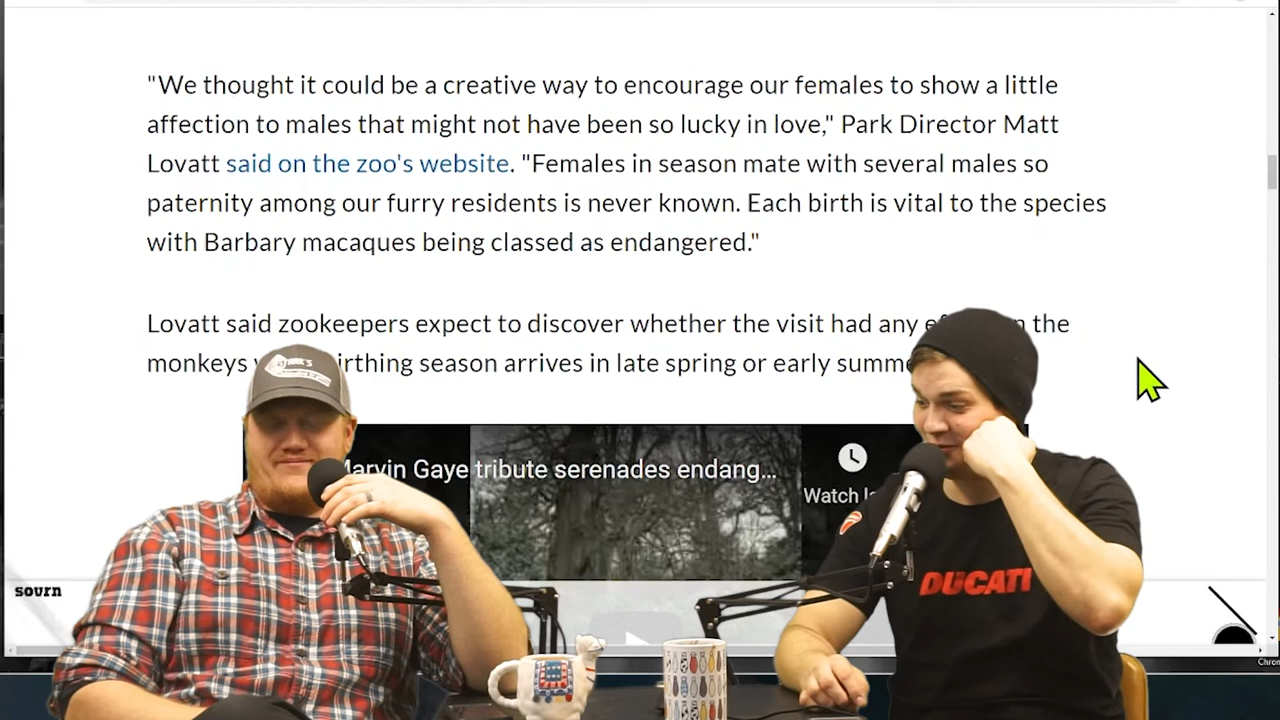 "We thought it could be a creative way to encourage our females to show a little
affection to males that might not have been so lucky in love," Park Director Matt
Lovatt said on the zoo's website. "Females in season mate with several males so
paternity among our furry residents is never known. Each birth is vital to the species
with Barbary macaques being classed as endangered."
Lovatt said zookeepers expect to discover whether the visit had any the
monkeys season arrives in late spring or early
Marvin Gaye tribute serenades endang...
Watch
sourn
DUCATI